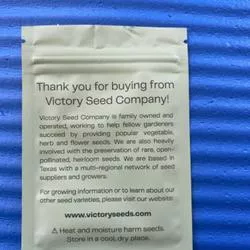 Thank you for buying from
Victory Seed Company!
Victory Seed Company is family owned and
operated, working to help fellow gardeners
succeed by providing popular vegetable,
herb and flower seeds. We are also heavily
involved with the preservation of rare, open-
pollinated, heirloom seeds. We are based in
Texas with a multi-regional network of seed
suppliers and growers.
For growing information or to learn about our
other seed varieties, please visit our website:
www.victoryseeds.com
⚠ Heat and moisture harm seeds.
Store in a cool, dry place.